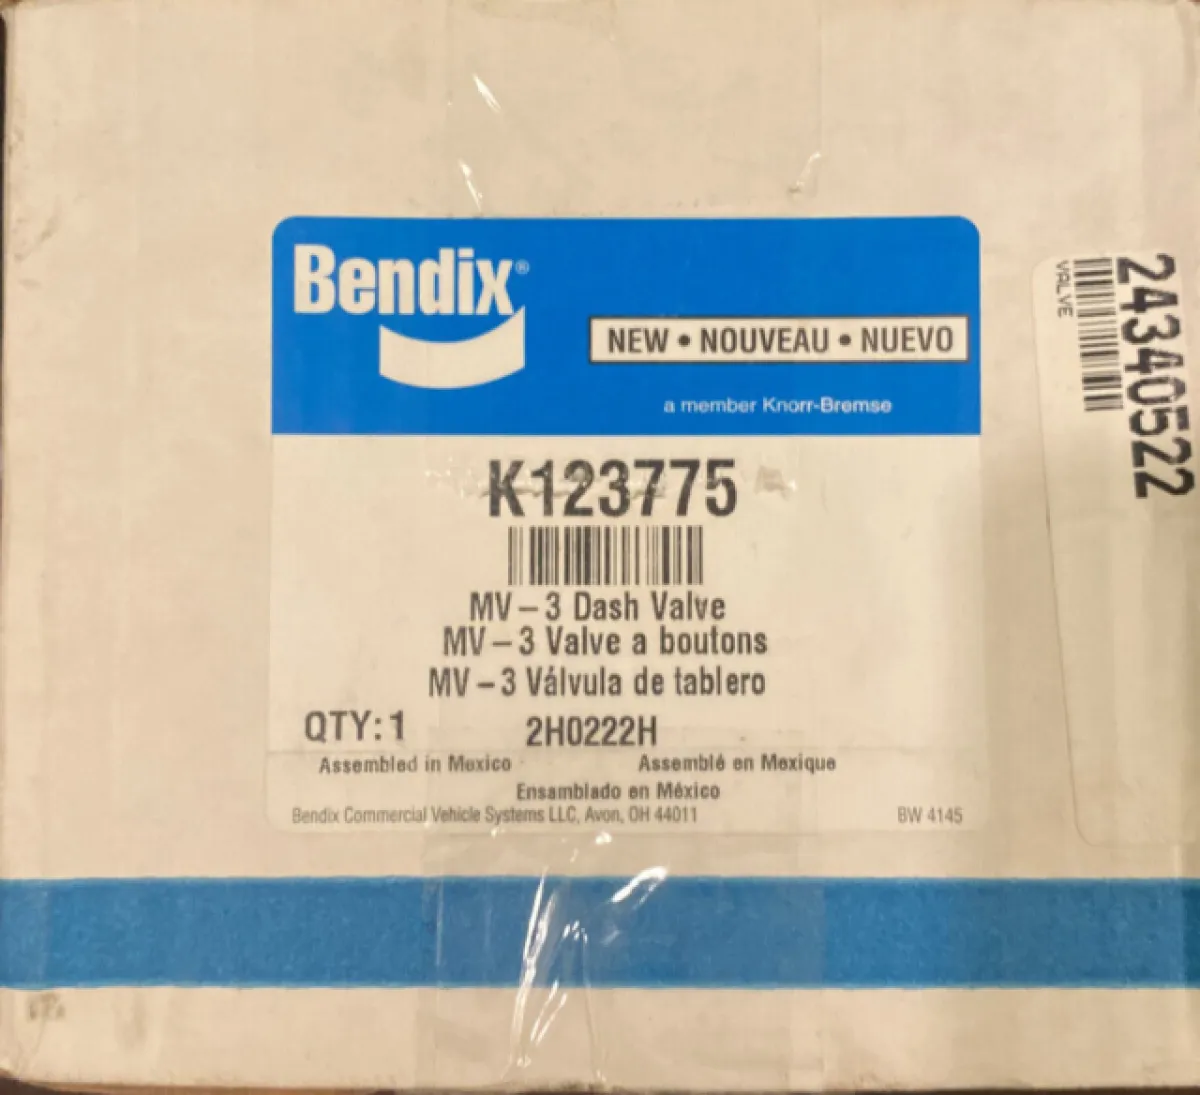 Bendix®
NEW • NOUVEAU • NUEVO
a member Knorr-Bremse
K123775
MV-3 Dash Valve
MV-3 Valve a boutons
MV-3 Válvula de tablero
QTY: 1 2H0222H
Assembled in Mexico Assemblé en Mexique
Ensamblado en México
Bendix Commercial Vehicle Systems LLC, Avon, OH 44011 BW 4145
24340522
VALVE